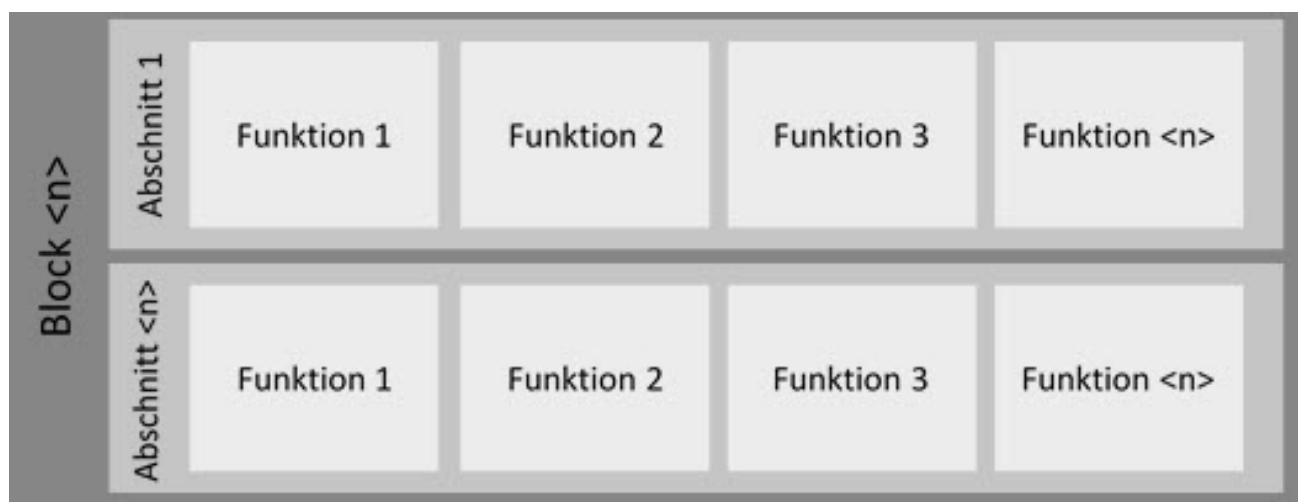 Block <n>
Abschnitt 1
Funktion 1
Funktion 2
Funktion 3
Funktion <n>
Abschnitt <n>
Funktion 1
Funktion 2
Funktion 3
Funktion <n>